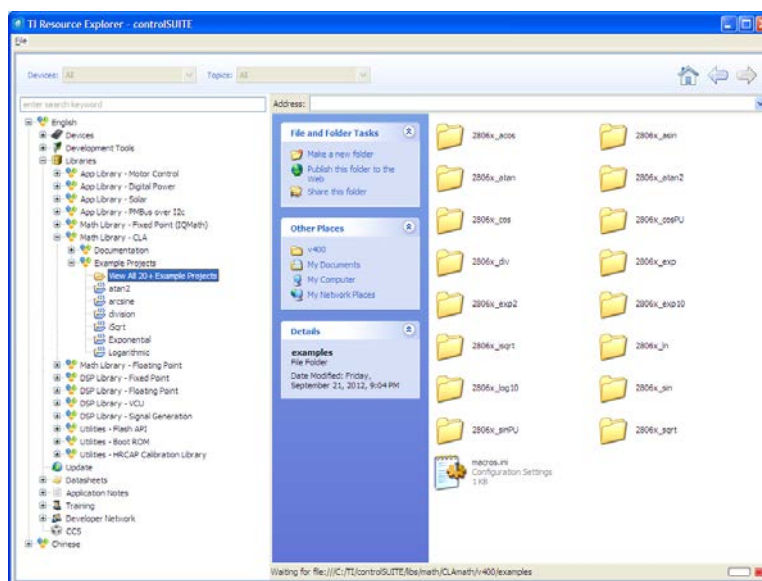 TI Resource Explorer - controlSUITE
File
Devices: All
Topics: All
enter search keyword
Address:
English
Devices
Development Tools
Libraries
App Library - Motor Control
App Library - Digital Power
App Library - Solar
App Library - PMBus over I2c
Math Library - Fixed Point (IQMath)
Math Library - CLA
Documentation
Example Projects
View All 20+ Example Projects
atan2
arcsine
division
iSqrt
Exponential
Logarithmic
Math Library - Floating Point
DSP Library - Fixed Point
DSP Library - Floating Point
DSP Library - VCU
DSP Library - Signal Generation
Utilities - Flash API
Utilities - Boot ROM
Utilities - HRCAP Calibration Library
Update
Datasheets
Application Notes
Training
Developer Network
CCS
Chinese
File and Folder Tasks
Make a new folder
Publish this folder to the
Web
Share this folder
Other Places
v400
My Documents
My Computer
My Network Places
Details
examples
File Folder
Date Modified: Friday,
September 21, 2012, 9:04 PM
2806x_acos
2806x_asin
2806x_atan
2806x_atan2
2806x_cos
2806x_cosPU
2806x_div
2806x_exp
2806x_exp2
2806x_exp10
2806x_isqrt
2806x_ln
2806x_log10
2806x_sin
2806x_sinPU
2806x_sqrt
macros.ini
Configuration Settings
1 KB
Waiting for file:///C:/TI/controlSUITE/libs/math/CLAmath/v400/examples